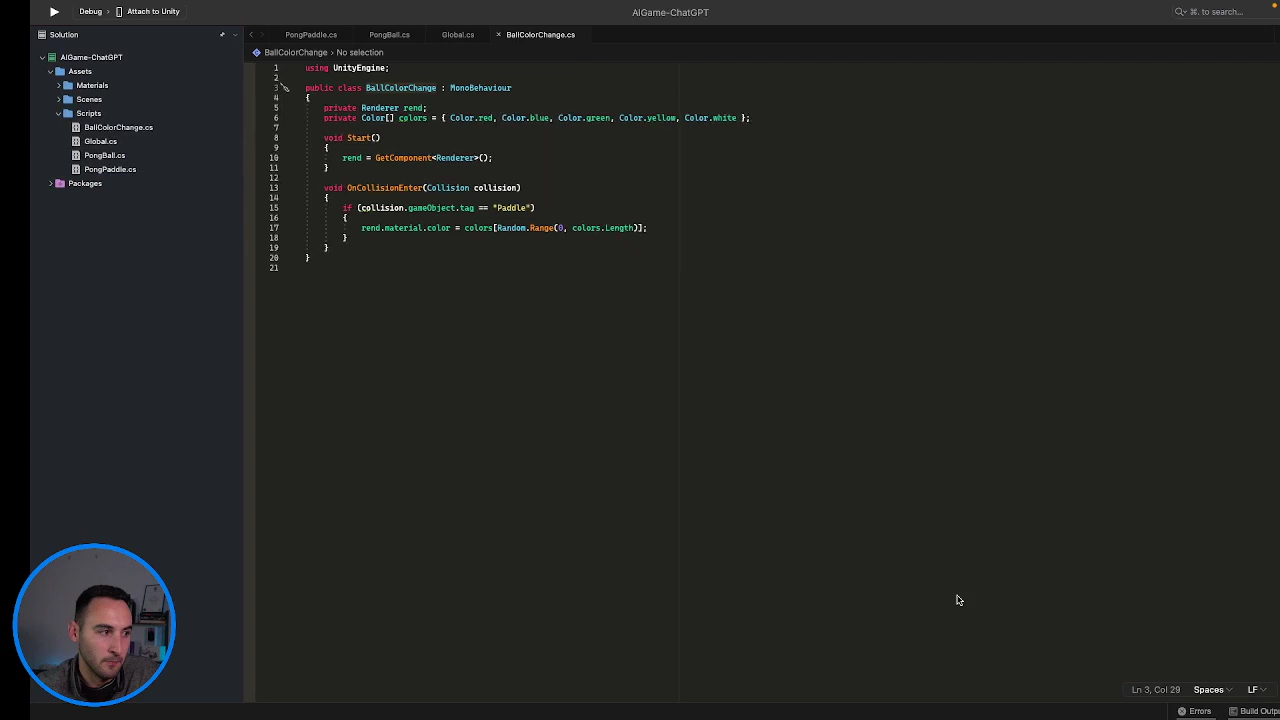 Debug > Attach to Unity
AIGame-ChatGPT
⌘. to search...
Solution
PongPaddle.cs
PongBall.cs
Global.cs
× BallColorChange.cs
AIGame-ChatGPT
Assets
Materials
Scenes
Scripts
BallColorChange.cs
Global.cs
PongBall.cs
PongPaddle.cs
Packages
BallColorChange > No selection
1 using UnityEngine;
2
3 public class BallColorChange : MonoBehaviour
4 {
5 private Renderer rend;
6 private Color[] colors = { Color.red, Color.blue, Color.green, Color.yellow, Color.white };
7
8 void Start()
9 {
10 rend = GetComponent<Renderer>();
11 }
12
13 void OnCollisionEnter(Collision collision)
14 {
15 if (collision.gameObject.tag == "Paddle")
16 {
17 rend.material.color = colors[Random.Range(0, colors.Length)];
18 }
19 }
20 }
21
Ln 3, Col 29 Spaces LF
Errors Build Outp